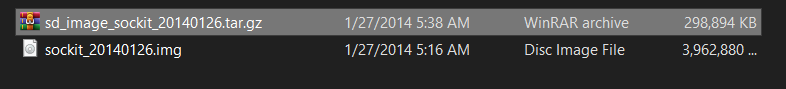 sd_image_sockit_20140126.tar.gz 1/27/2014 5:38 AM WinRAR archive 298,894 KB
sockit_20140126.img 1/27/2014 5:16 AM Disc Image File 3,962,880 ...